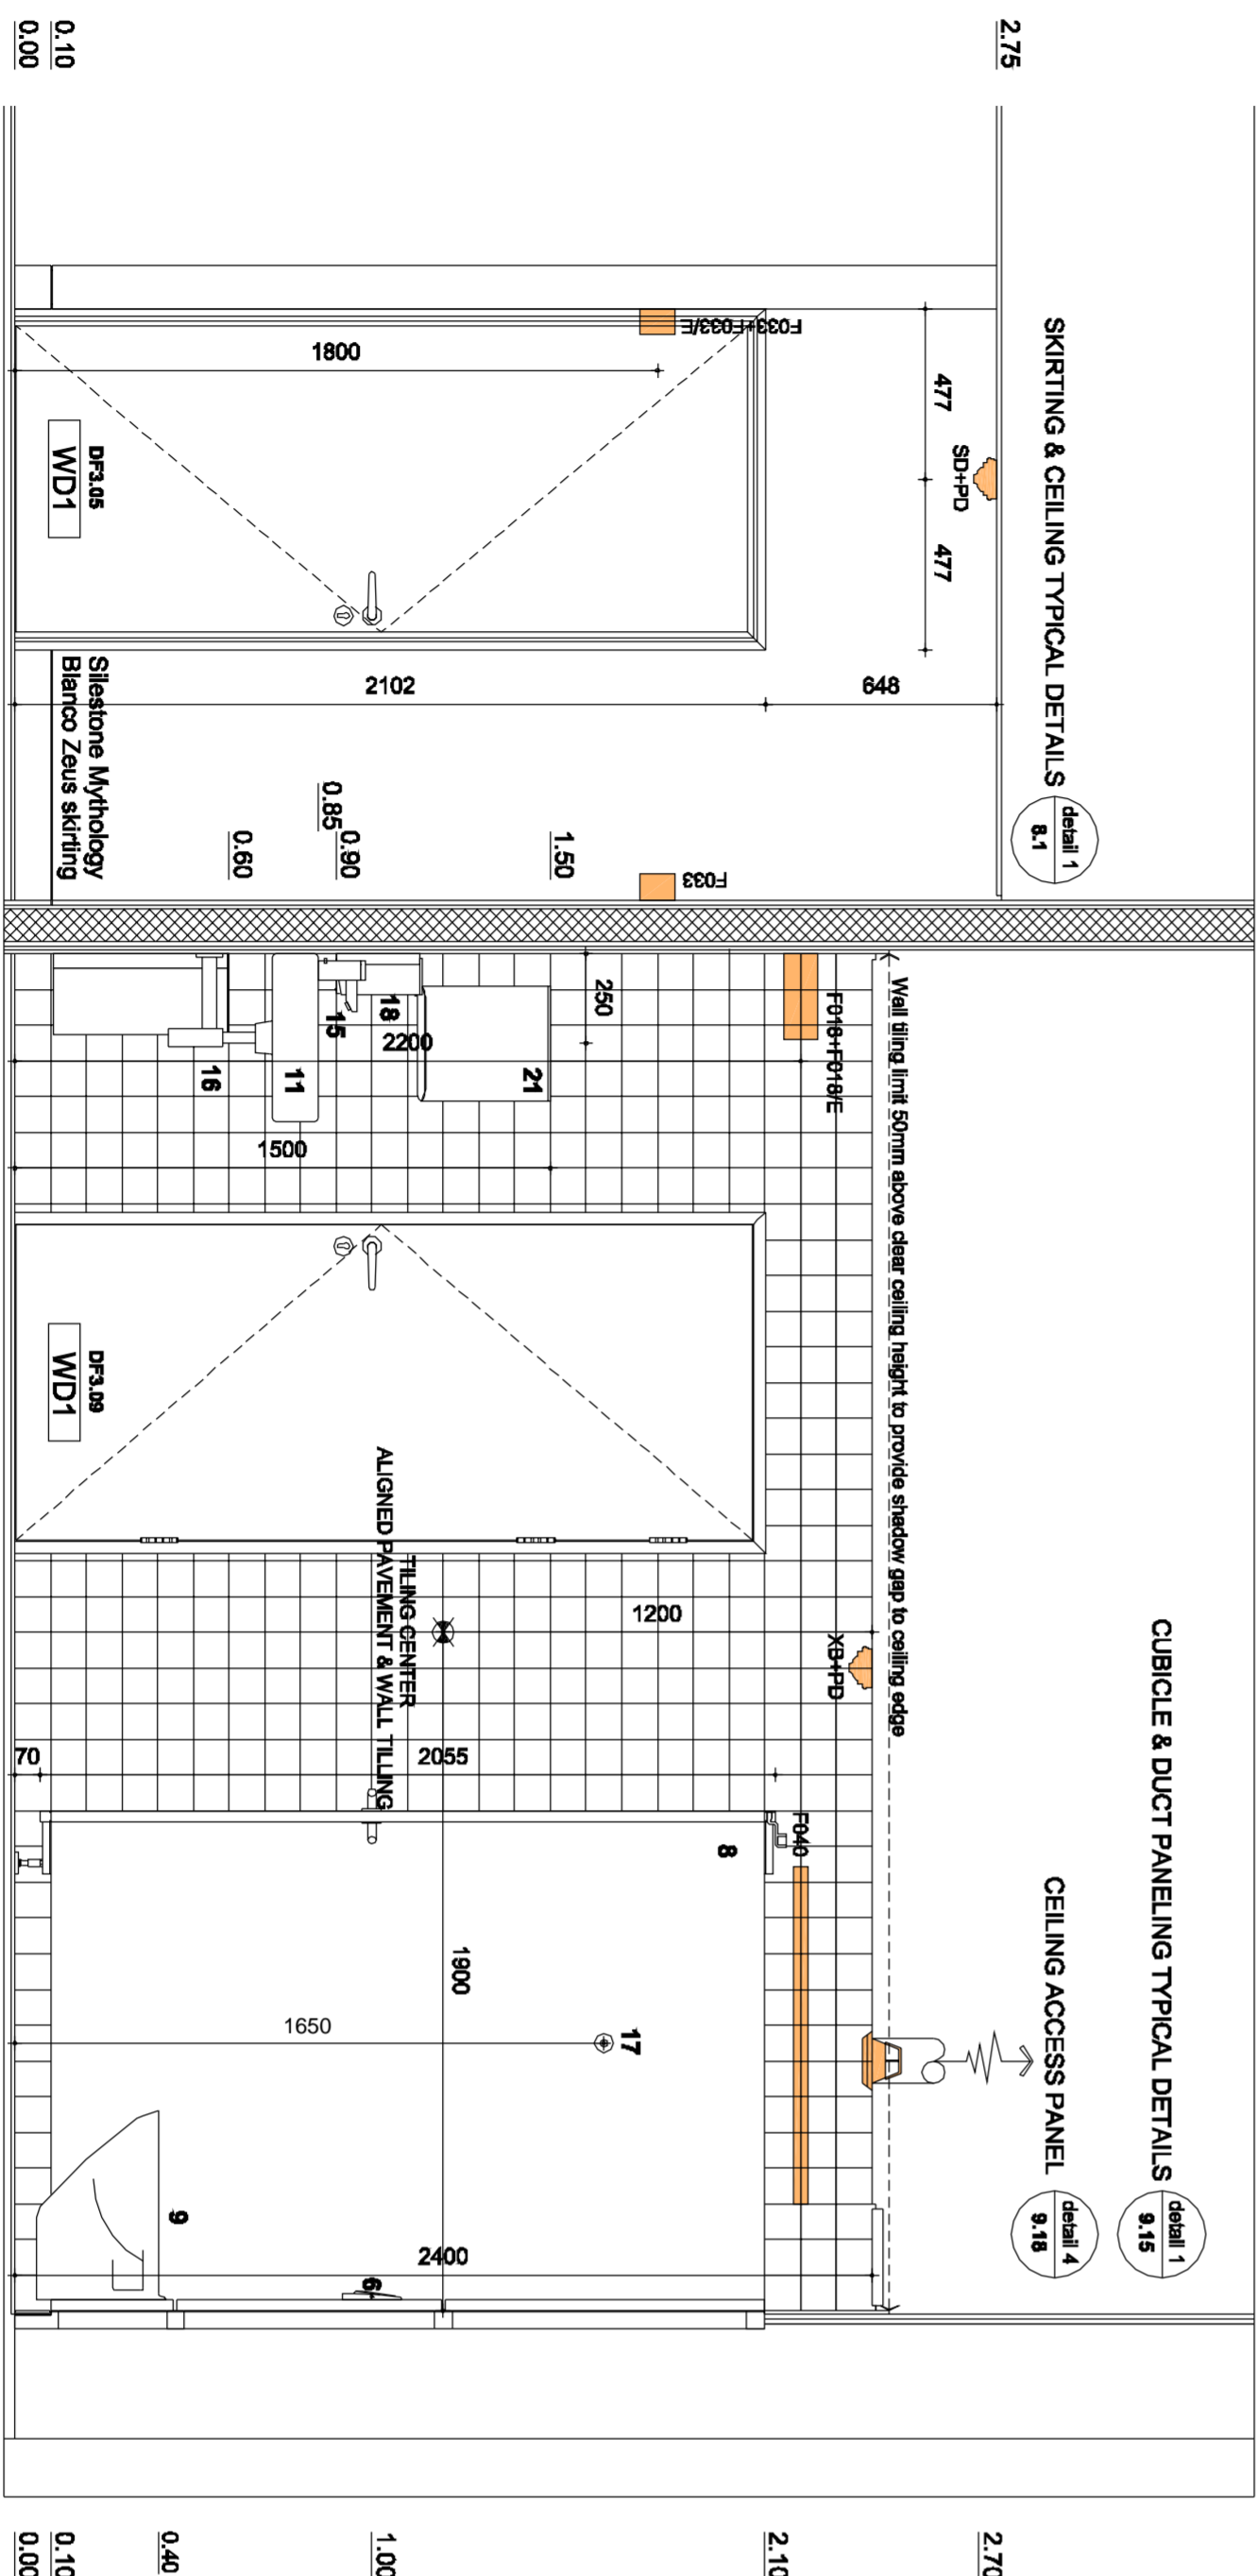 CUBICLE & DUCT PANELING TYPICAL DETAILS
detail 1
9.15
SKIRTING & CEILING TYPICAL DETAILS
detail 1
8.1
CEILING ACCESS PANEL
detail 4
9.18
2.75
2.70
SD+PD
477
477
648
Wall tiling limit 50mm above clear ceiling height to provide shadow gap to ceiling edge
F018+F018/E
XB+PD
F040
2.10
F033+F033/E
F033
8
1200
17
250
1.50
21
1800
2102
2200
2055
1900
2400
TILING CENTER
ALIGNED PAVEMENT & WALL TILLING
1.00
6
18
15
0.90
0.85
11
1500
1650
0.60
16
9
0.40
DF3.05
WD1
DF3.09
WD1
Silestone Mythology
Blanco Zeus skirting
70
0.10
0.00
0.10
0.00